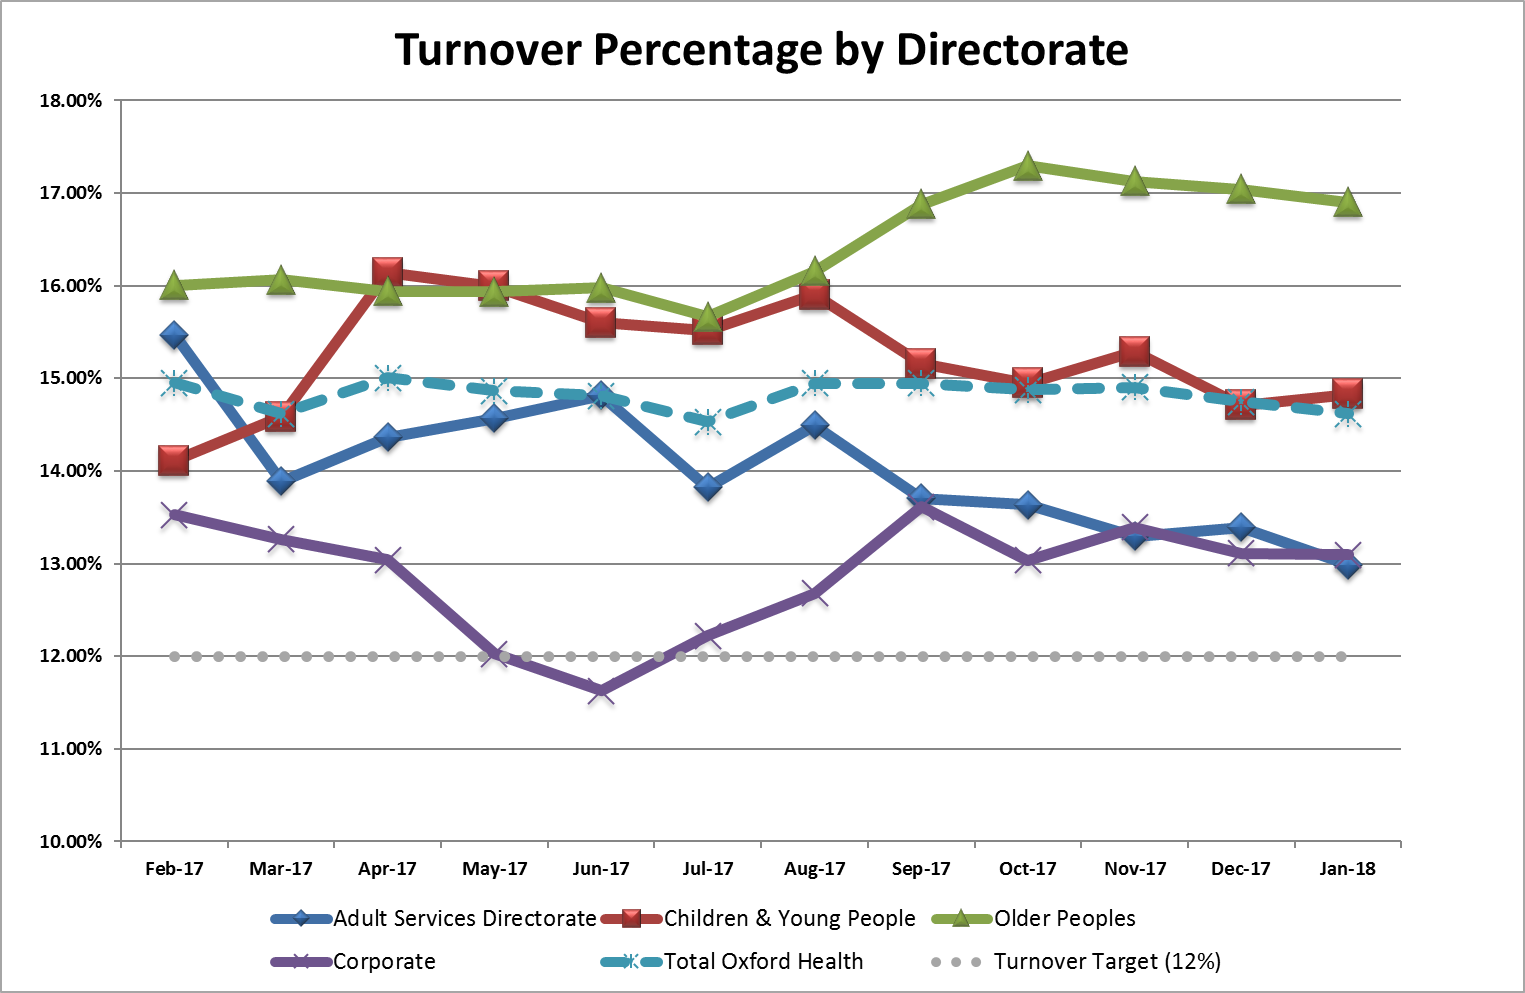 Turnover Percentage by Directorate
18.00%
17.00%
16.00%
15.00%
14.00%
13.00%
12.00%
11.00%
10.00%
Feb-17 Mar-17 Apr-17 May-17 Jun-17 Jul-17 Aug-17 Sep-17 Oct-17 Nov-17 Dec-17 Jan-18
Adult Services Directorate Children & Young People Older Peoples
Corporate Total Oxford Health Turnover Target (12%)